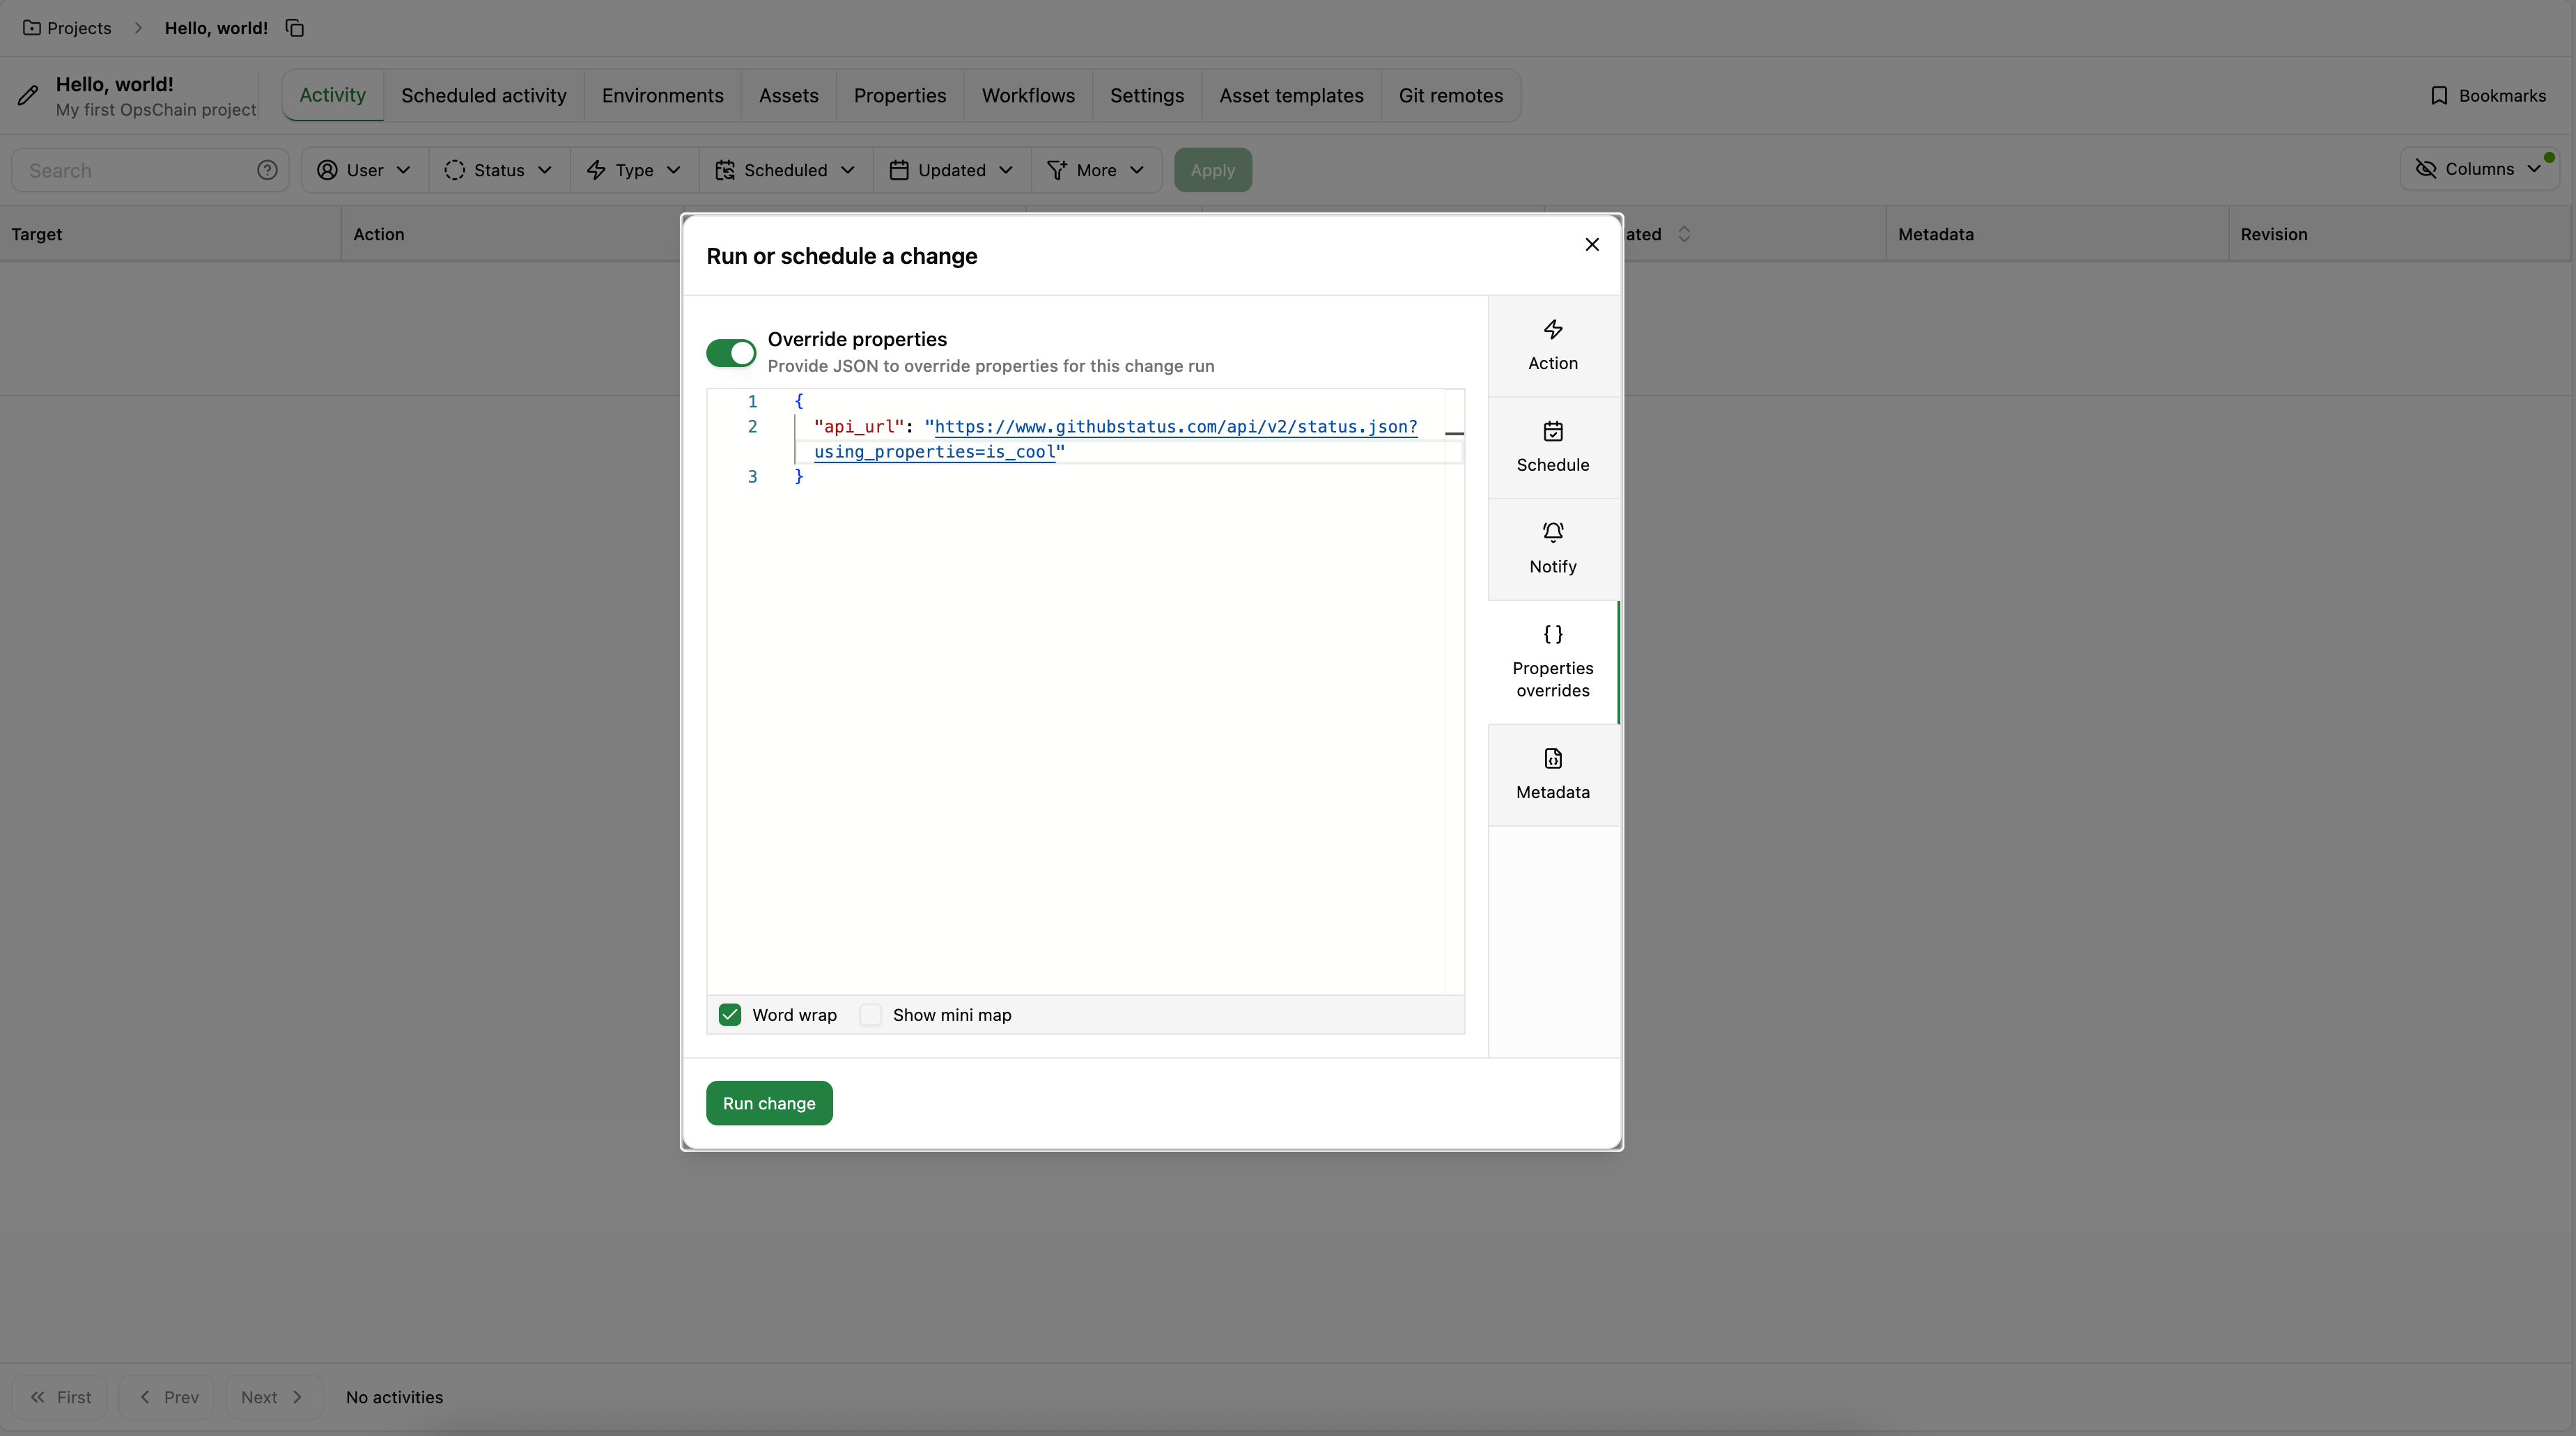 Projects > Hello, world!
Hello, world!
My first OpsChain project
Activity
Scheduled activity
Environments
Assets
Properties
Workflows
Settings
Asset templates
Git remotes
Bookmarks
Search
User
Status
Type
Scheduled
Updated
More
Apply
Columns
Target
Action
ated
Metadata
Revision
Run or schedule a change
Override properties
Provide JSON to override properties for this change run
1 {
2 "api_url": "https://www.githubstatus.com/api/v2/status.json?
using_properties=is_cool"
3 }
Word wrap
Show mini map
Action
Schedule
Notify
Properties
overrides
Metadata
Run change
First
Prev
Next
No activities